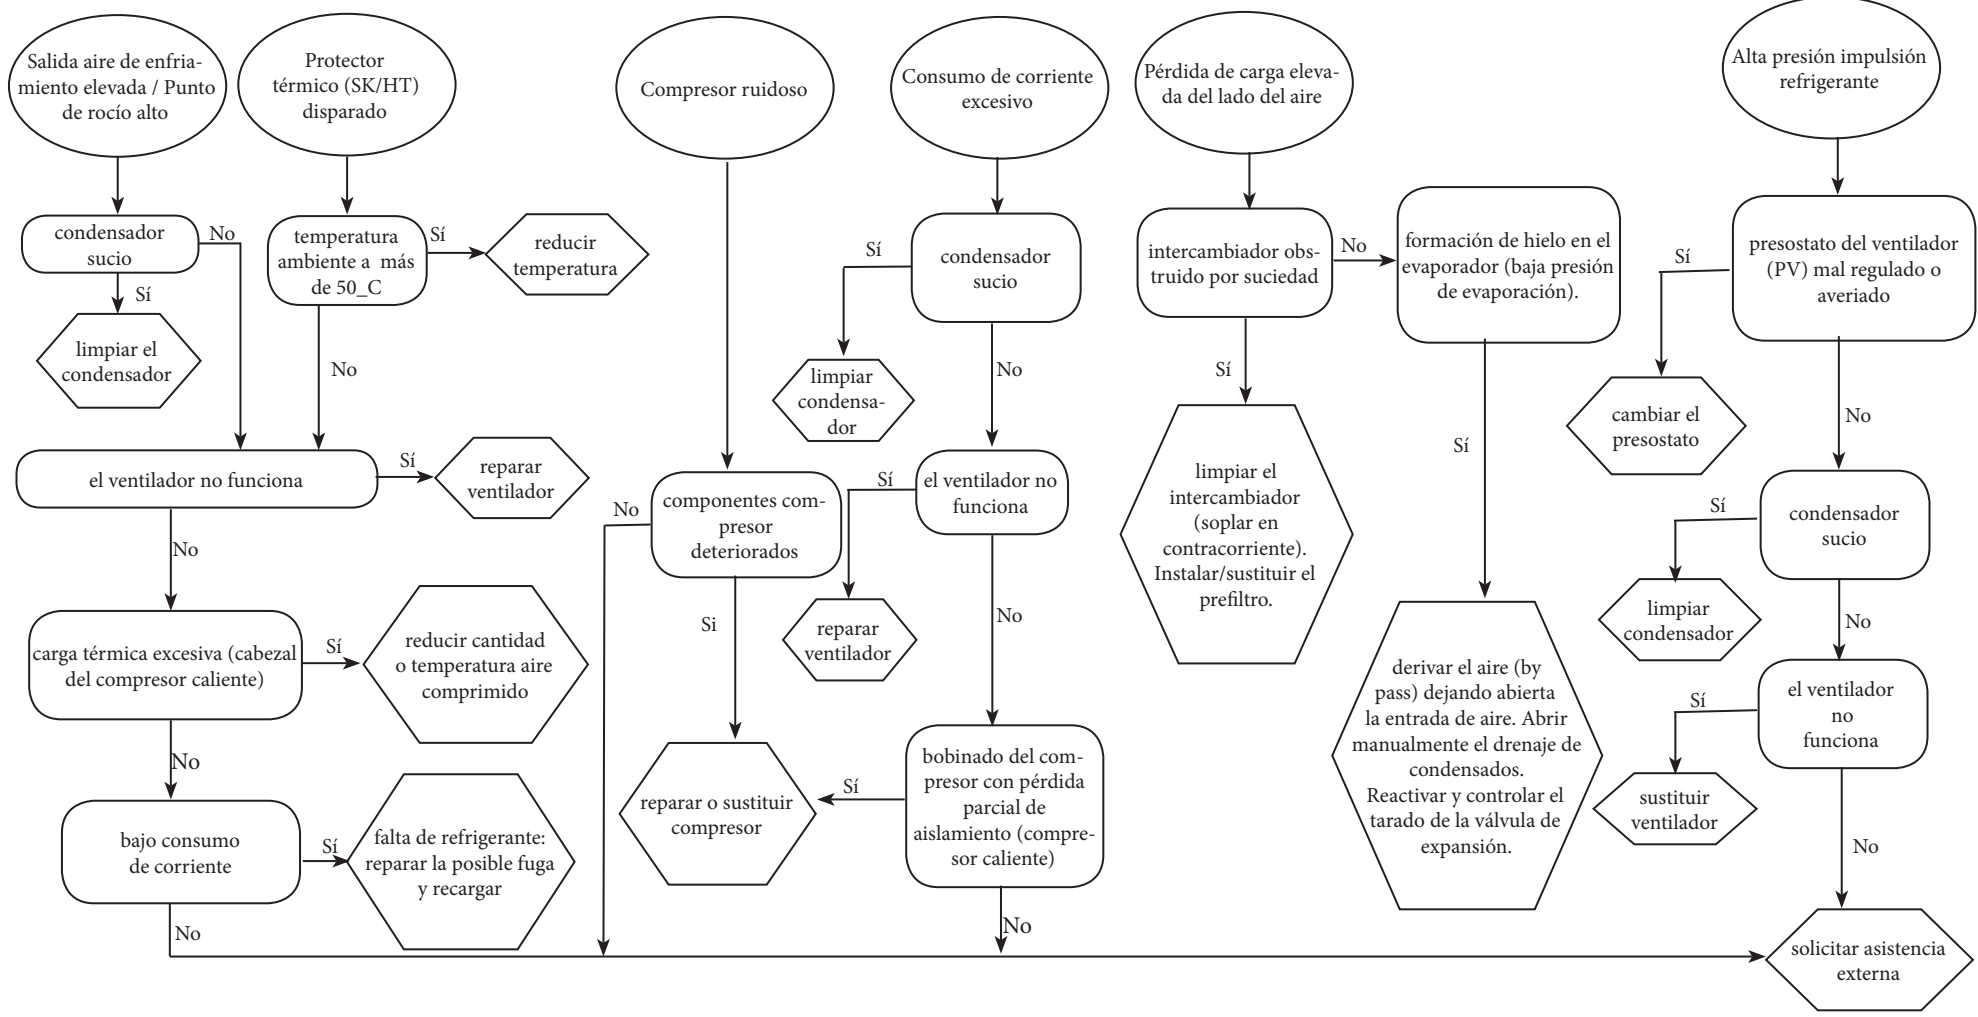 Salida aire de enfria-
miento elevada / Punto
de rocío alto
Protector
térmico (SK/HT)
disparado
Compresor ruidoso
Consumo de corriente
excesivo
Pérdida de carga eleva-
da del lado del aire
Alta presión impulsión
refrigerante
condensador
sucio
No
Sí
limpiar el
condensador
temperatura
ambiente a más
de 50_C
Sí
reducir
temperatura
No
el ventilador no funciona
Sí
reparar
ventilador
No
carga térmica excesiva (cabezal
del compresor caliente)
Sí
reducir cantidad
o temperatura aire
comprimido
No
bajo consumo
de corriente
Sí
falta de refrigerante:
reparar la posible fuga
y recargar
No
componentes com-
presor
deteriorados
No
Si
reparar o sustituir
compresor
condensador
sucio
Sí
limpiar
condensa-
dor
No
el ventilador no
funciona
Sí
reparar
ventilador
No
bobinado del com-
presor con pérdida
parcial de
aislamiento (compre-
sor caliente)
Sí
No
intercambiador obs-
truido por suciedad
No
Sí
limpiar el
intercambiador
(soplar en
contracorriente).
Instalar/sustituir el
prefiltro.
formación de hielo en el
evaporador (baja presión
de evaporación).
Sí
derivar el aire (by
pass) dejando abierta
la entrada de aire. Abrir
manualmente el drenaje de
condensados.
Reactivar y controlar el
tarado de la válvula de
expansión.
presostato del ventilador
(PV) mal regulado o
averiado
Sí
cambiar el
presostato
No
condensador
sucio
Sí
limpiar
condensador
No
el ventilador
no
funciona
Sí
sustituir
ventilador
No
solicitar asistencia
externa